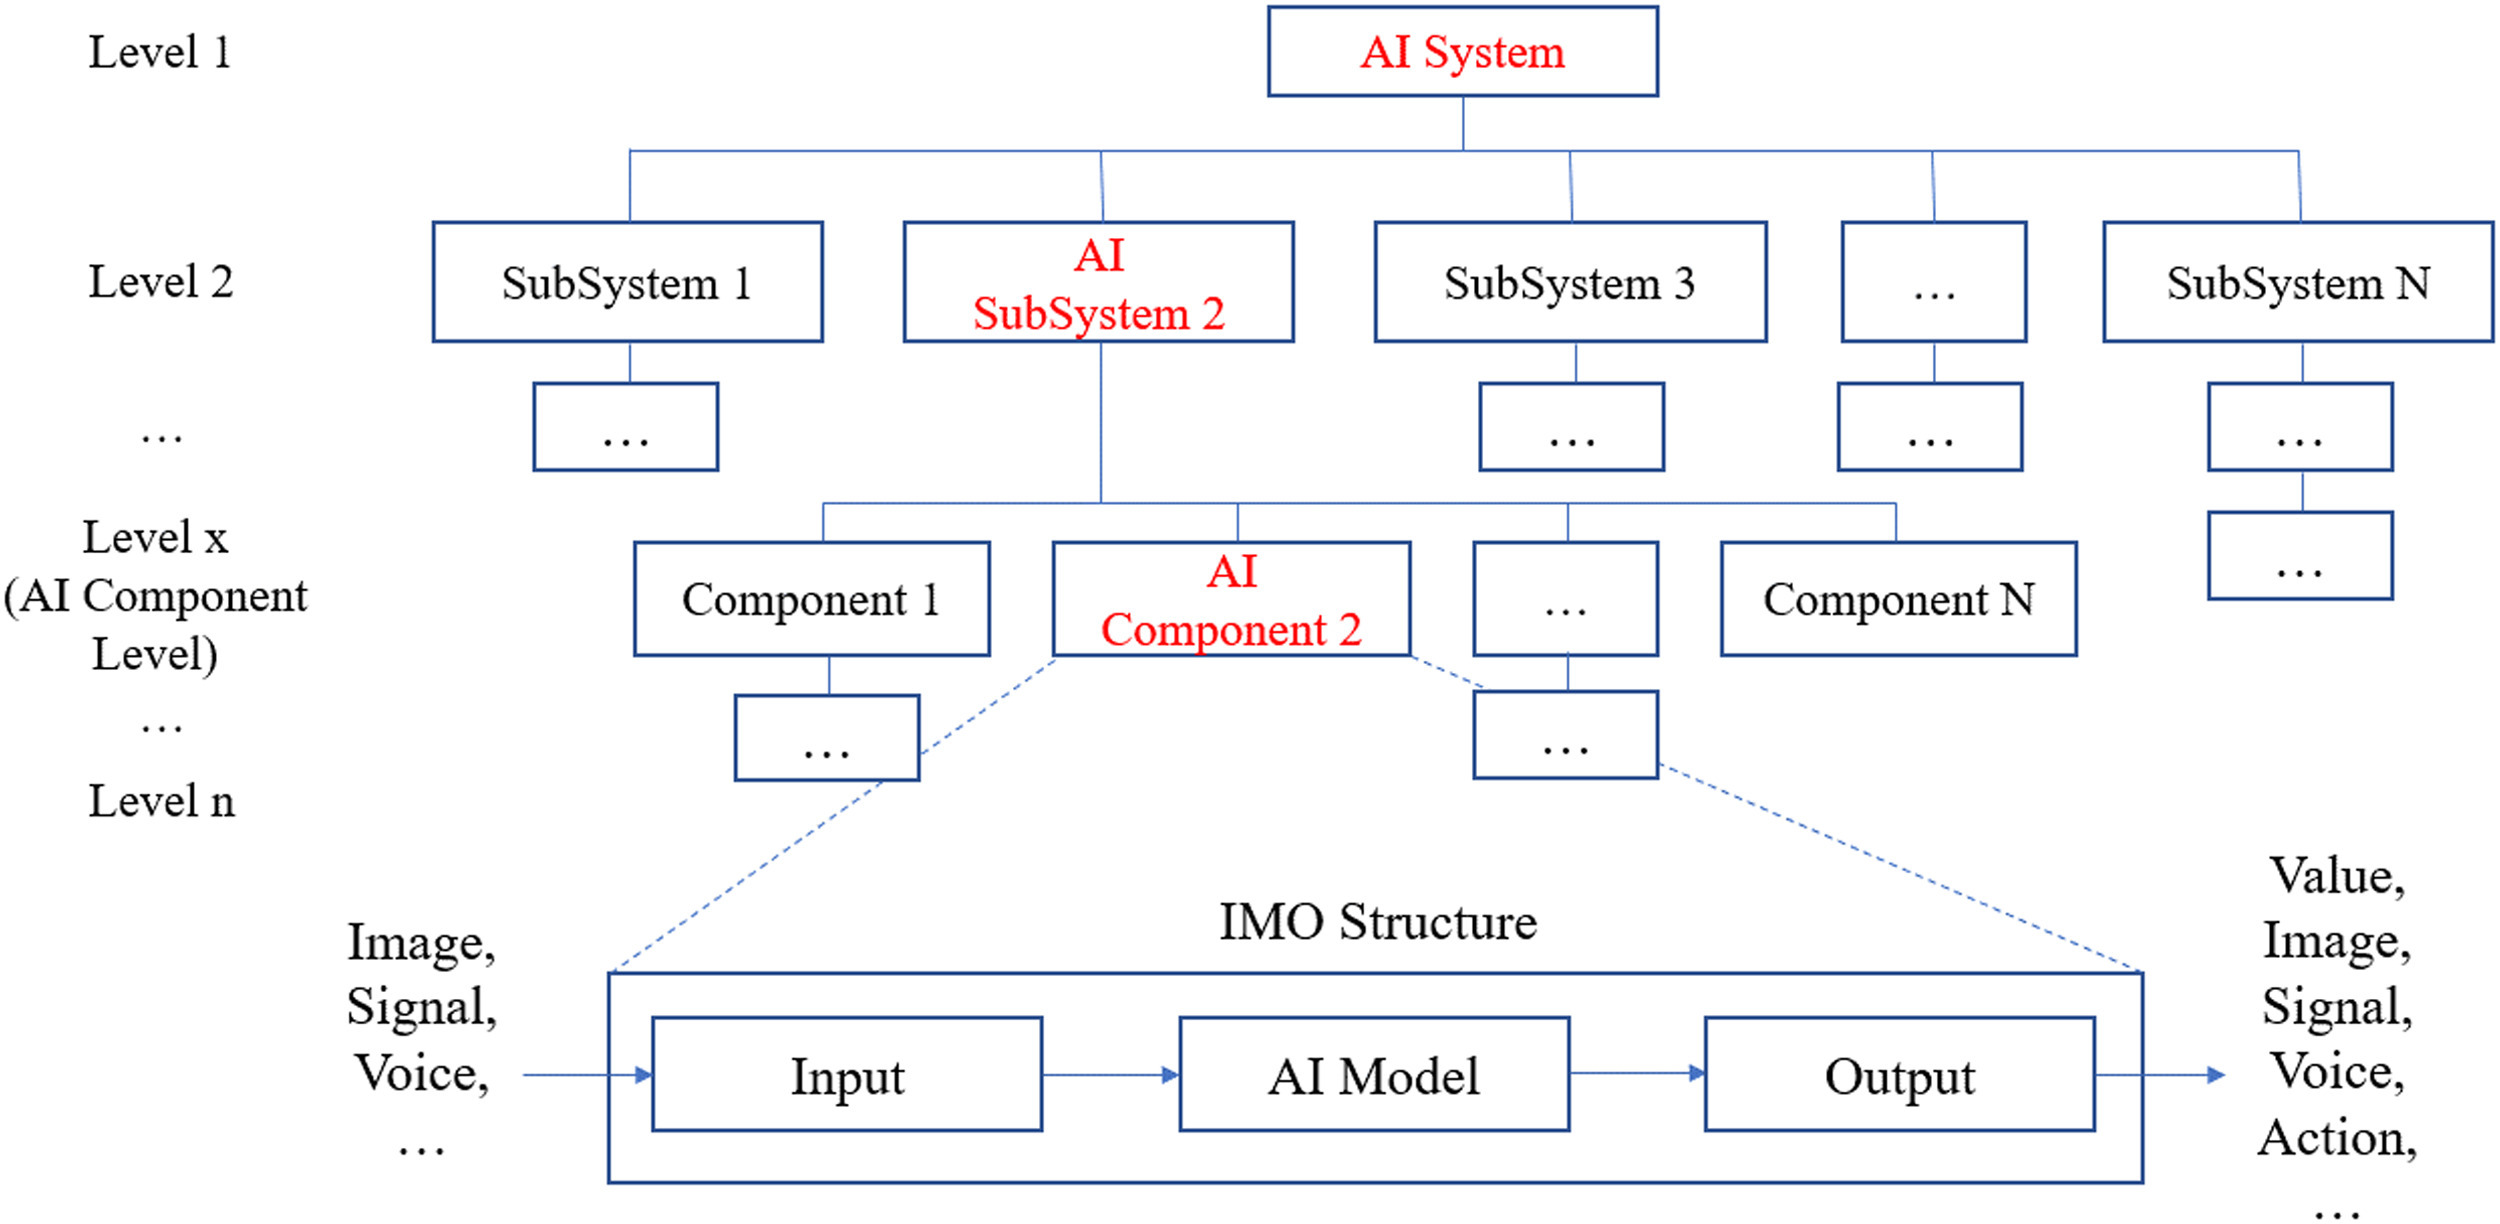 Level 1
AI System
Level 2
SubSystem 1
AI
SubSystem 2
SubSystem 3
…
SubSystem N
…
…
…
…
…
Level x
(AI Component
Level)
Component 1
AI
Component 2
…
Component N
…
…
…
…
Level n
IMO Structure
Image,
Signal,
Voice,
…
Input
AI Model
Output
Value,
Image,
Signal,
Voice,
Action,
…